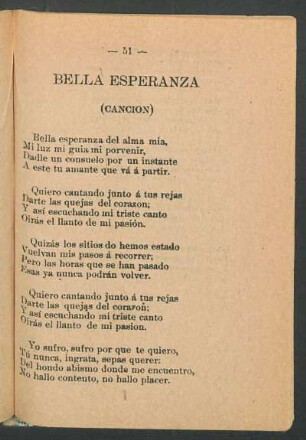 — 51 —
BELLA ESPERANZA
(CANCION)
Bella esperanza del alma mia,
Mi luz mi guia mi porvenir,
Dadle un consuelo por un instante
A este tu amante que vá á partir.
Quiero cantando junto á tus rejas
Darte las quejas del corazon;
Y así escuchando mi triste canto
Oirás el llanto de mi pasión.
Quizás los sitios do hemos estado
Vuelvan mis pasos á recorrer;
Pero las horas que se han pasado
Esas ya nunca podrán volver.
Quiero cantando junto á tus rejas
Darte las quejas del corazon;
Y así escuchando mi triste canto
Oirás el llanto de mi pasion.
Yo sufro, sufro por que te quiero,
Tú nunca, ingrata, sepas querer:
Del hondo abismo donde me encuentro,
No hallo contento, no hallo placer.